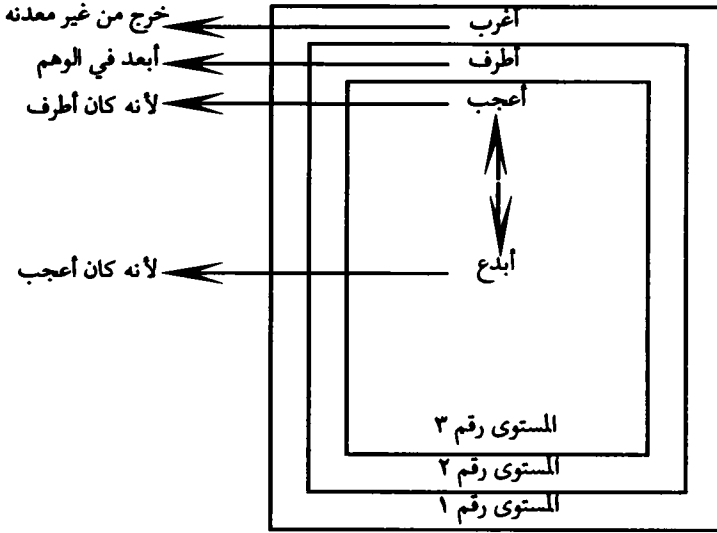 أغرب خرج من غير معدنه
أطرف أبعد في الوهم
أعجب لأنه كان أطرف
أبدع لأنه كان أعجب
المستوى رقم ٣
المستوى رقم ٢
المستوى رقم ١